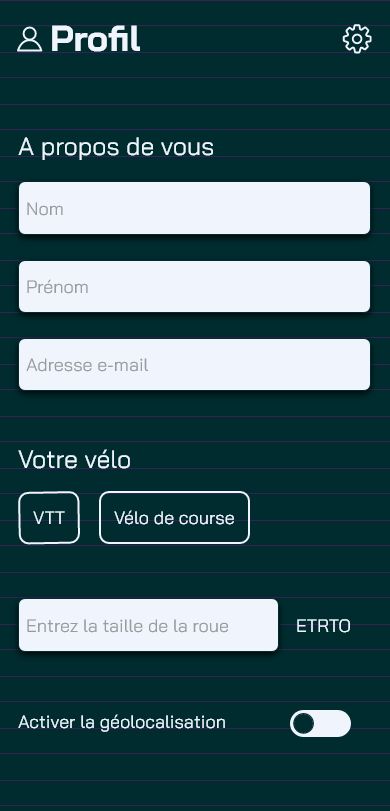 Profil
A propos de vous
Nom
Prénom
Adresse e-mail
Votre vélo
VTT Vélo de course
Entrez la taille de la roue ETRTO
Activer la géolocalisation